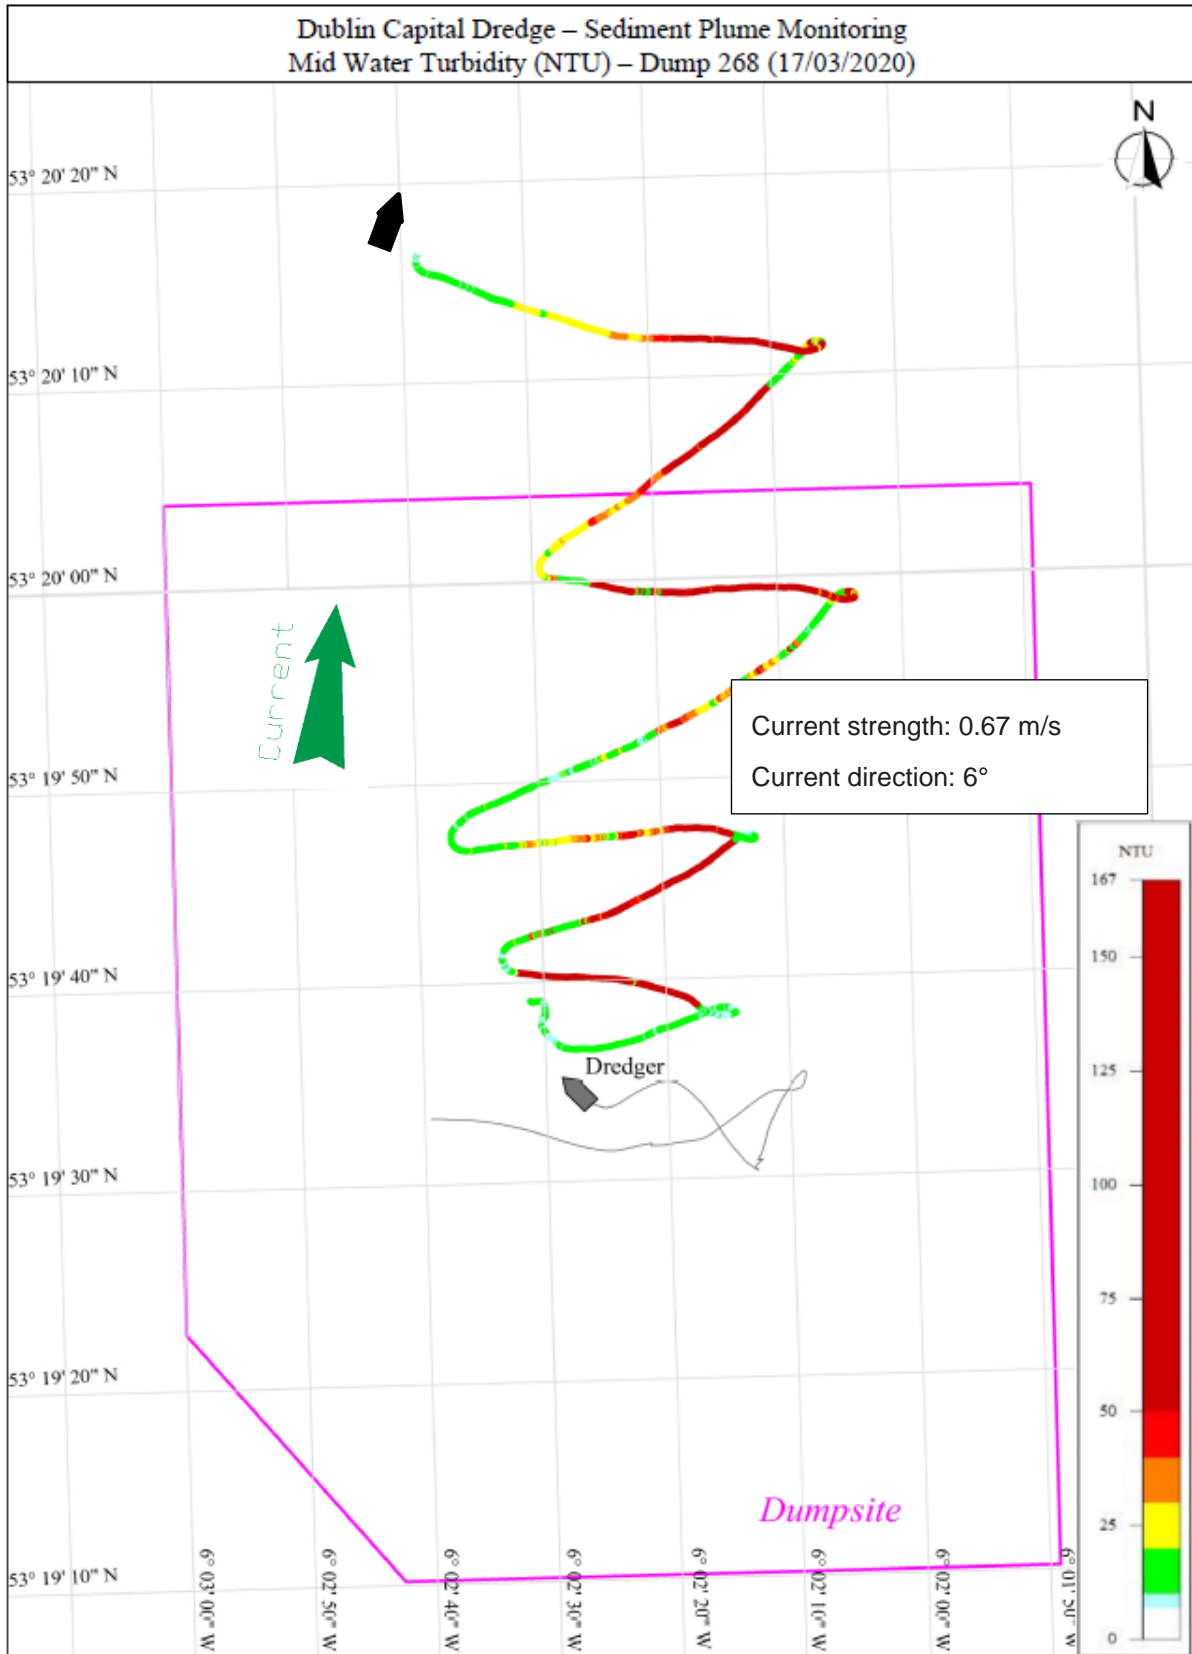 Dublin Capital Dredge – Sediment Plume Monitoring
Mid Water Turbidity (NTU) – Dump 268 (17/03/2020)
N
53° 20' 20" N
53° 20' 10" N
53° 20' 00" N
Current
Current strength: 0.67 m/s
Current direction: 6°
53° 19' 50" N
NTU
167
150
125
100
75
50
25
0
53° 19' 40" N
Dredger
53° 19' 30" N
53° 19' 20" N
Dumpsite
53° 19' 10" N
6° 03' 00" W
6° 02' 50" W
6° 02' 40" W
6° 02' 30" W
6° 02' 20" W
6° 02' 10" W
6° 02' 00" W
6° 01' 50" W